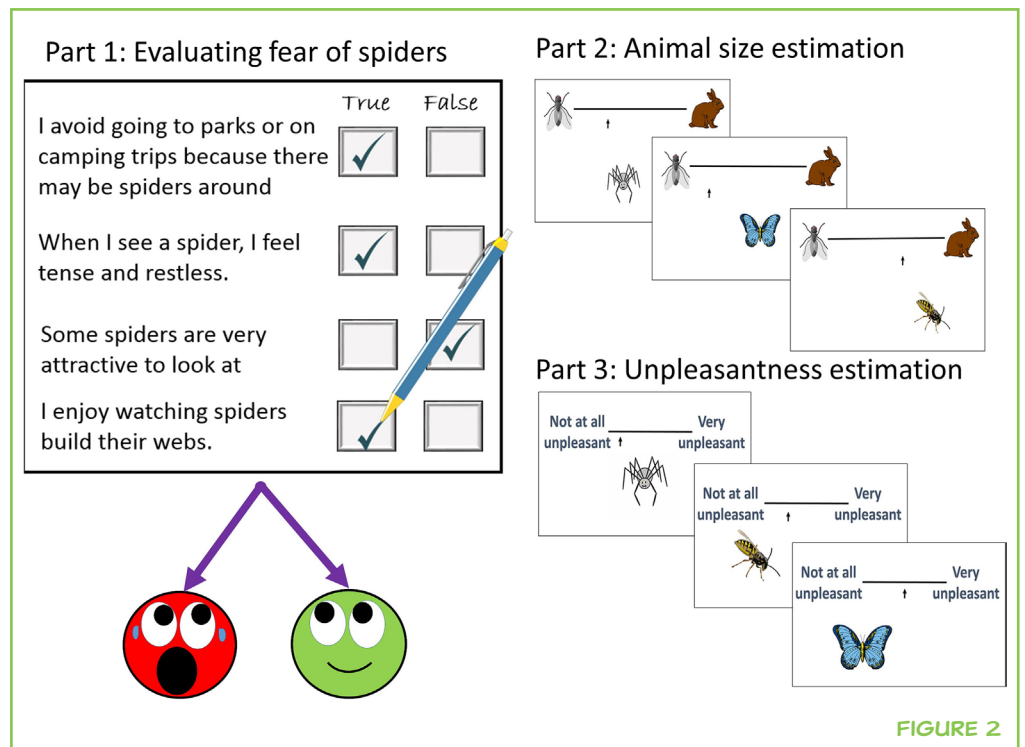 Part 1: Evaluating fear of spiders
True False
I avoid going to parks or on
camping trips because there
may be spiders around
When I see a spider, I feel
tense and restless.
Some spiders are very
attractive to look at
I enjoy watching spiders
build their webs.
Part 2: Animal size estimation
Part 3: Unpleasantness estimation
Not at all
unpleasant
Very
unpleasant
Not at all
unpleasant
Very
unpleasant
Not at all
unpleasant
Very
unpleasant
FIGURE 2